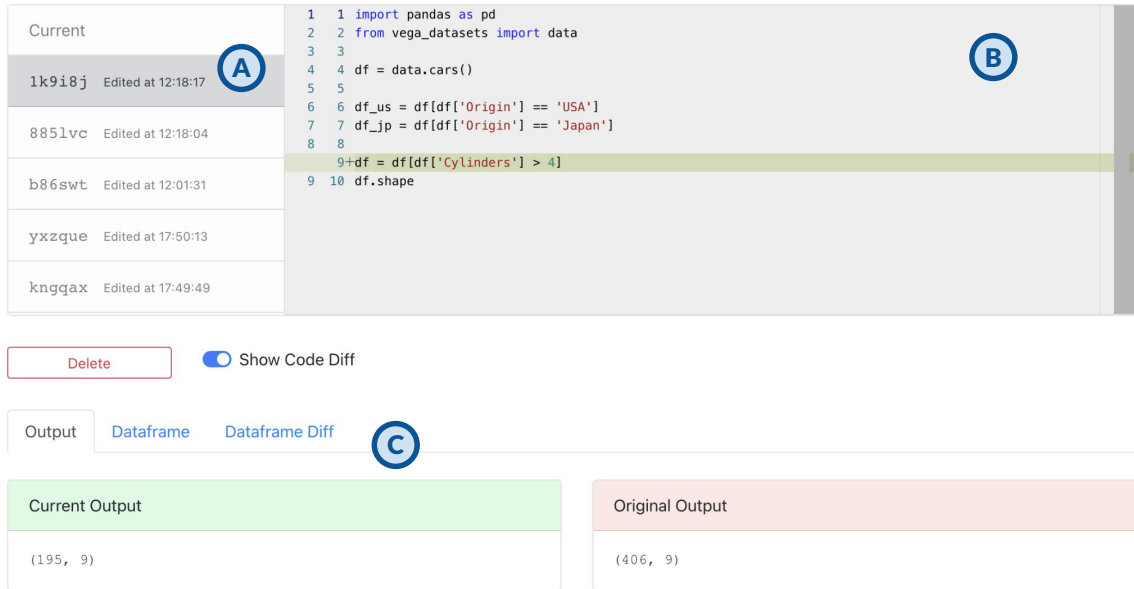 Current
1k9i8j Edited at 12:18:17
A
885lvc Edited at 12:18:04
b86swt Edited at 12:01:31
yxzque Edited at 17:50:13
kngqax Edited at 17:49:49
1 1 import pandas as pd
2 2 from vega_datasets import data
3 3
4 4 df = data.cars()
5 5
6 6 df_us = df[df['Origin'] == 'USA']
7 7 df_jp = df[df['Origin'] == 'Japan']
8 8
9+df = df[df['Cylinders'] > 4]
9 10 df.shape
B
Delete
Show Code Diff
Output Dataframe Dataframe Diff
C
Current Output
(195, 9)
Original Output
(406, 9)